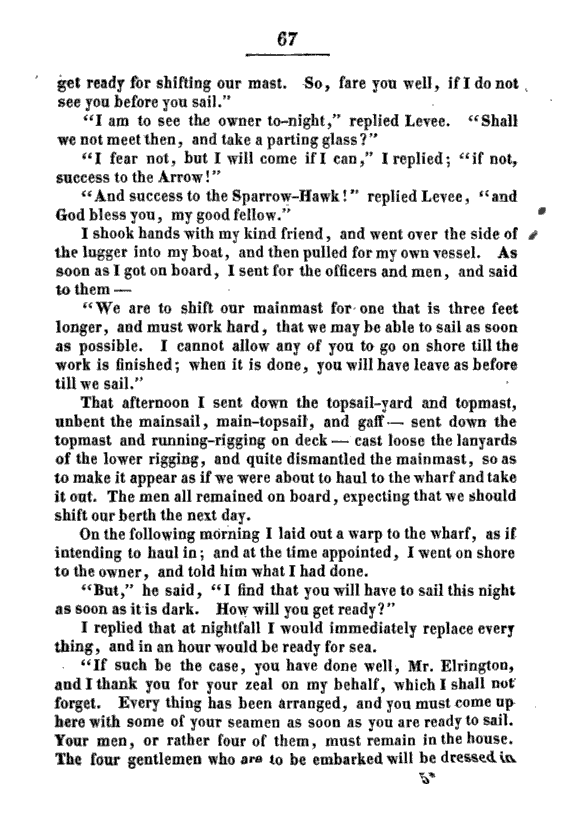 67
get ready for shifting our mast. So, fare you well, if I do not
see you before you sail."
"I am to see the owner to-night," replied Levee. "Shall
we not meet then, and take a parting glass?"
"I fear not, but I will come if I can," I replied; "if not,
success to the Arrow!"
"And success to the Sparrow-Hawk!" replied Levee, "and
God bless you, my good fellow."
I shook hands with my kind friend, and went over the side of
the lugger into my boat, and then pulled for my own vessel. As
soon as I got on board, I sent for the officers and men, and said
to them —
"We are to shift our mainmast for one that is three feet
longer, and must work hard, that we may be able to sail as soon
as possible. I cannot allow any of you to go on shore till the
work is finished; when it is done, you will have leave as before
till we sail."
That afternoon I sent down the topsail-yard and topmast,
unbent the mainsail, main-topsail, and gaff — sent down the
topmast and running-rigging on deck — cast loose the lanyards
of the lower rigging, and quite dismantled the mainmast, so as
to make it appear as if we were about to haul to the wharf and take
it out. The men all remained on board, expecting that we should
shift our berth the next day.
On the following morning I laid out a warp to the wharf, as if
intending to haul in; and at the time appointed, I went on shore
to the owner, and told him what I had done.
"But," he said, "I find that you will have to sail this night
as soon as it is dark. How will you get ready?"
I replied that at nightfall I would immediately replace every
thing, and in an hour would be ready for sea.
"If such be the case, you have done well, Mr. Elrington,
and I thank you for your zeal on my behalf, which I shall not
forget. Every thing has been arranged, and you must come up
here with some of your seamen as soon as you are ready to sail.
Your men, or rather four of them, must remain in the house.
The four gentlemen who are to be embarked will be dressed in
5*